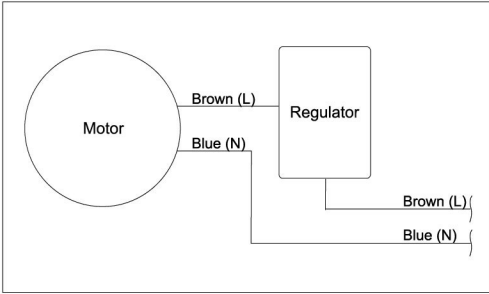 Brown (L)
Regulator
Motor
Blue (N)
Brown (L)
Blue (N)